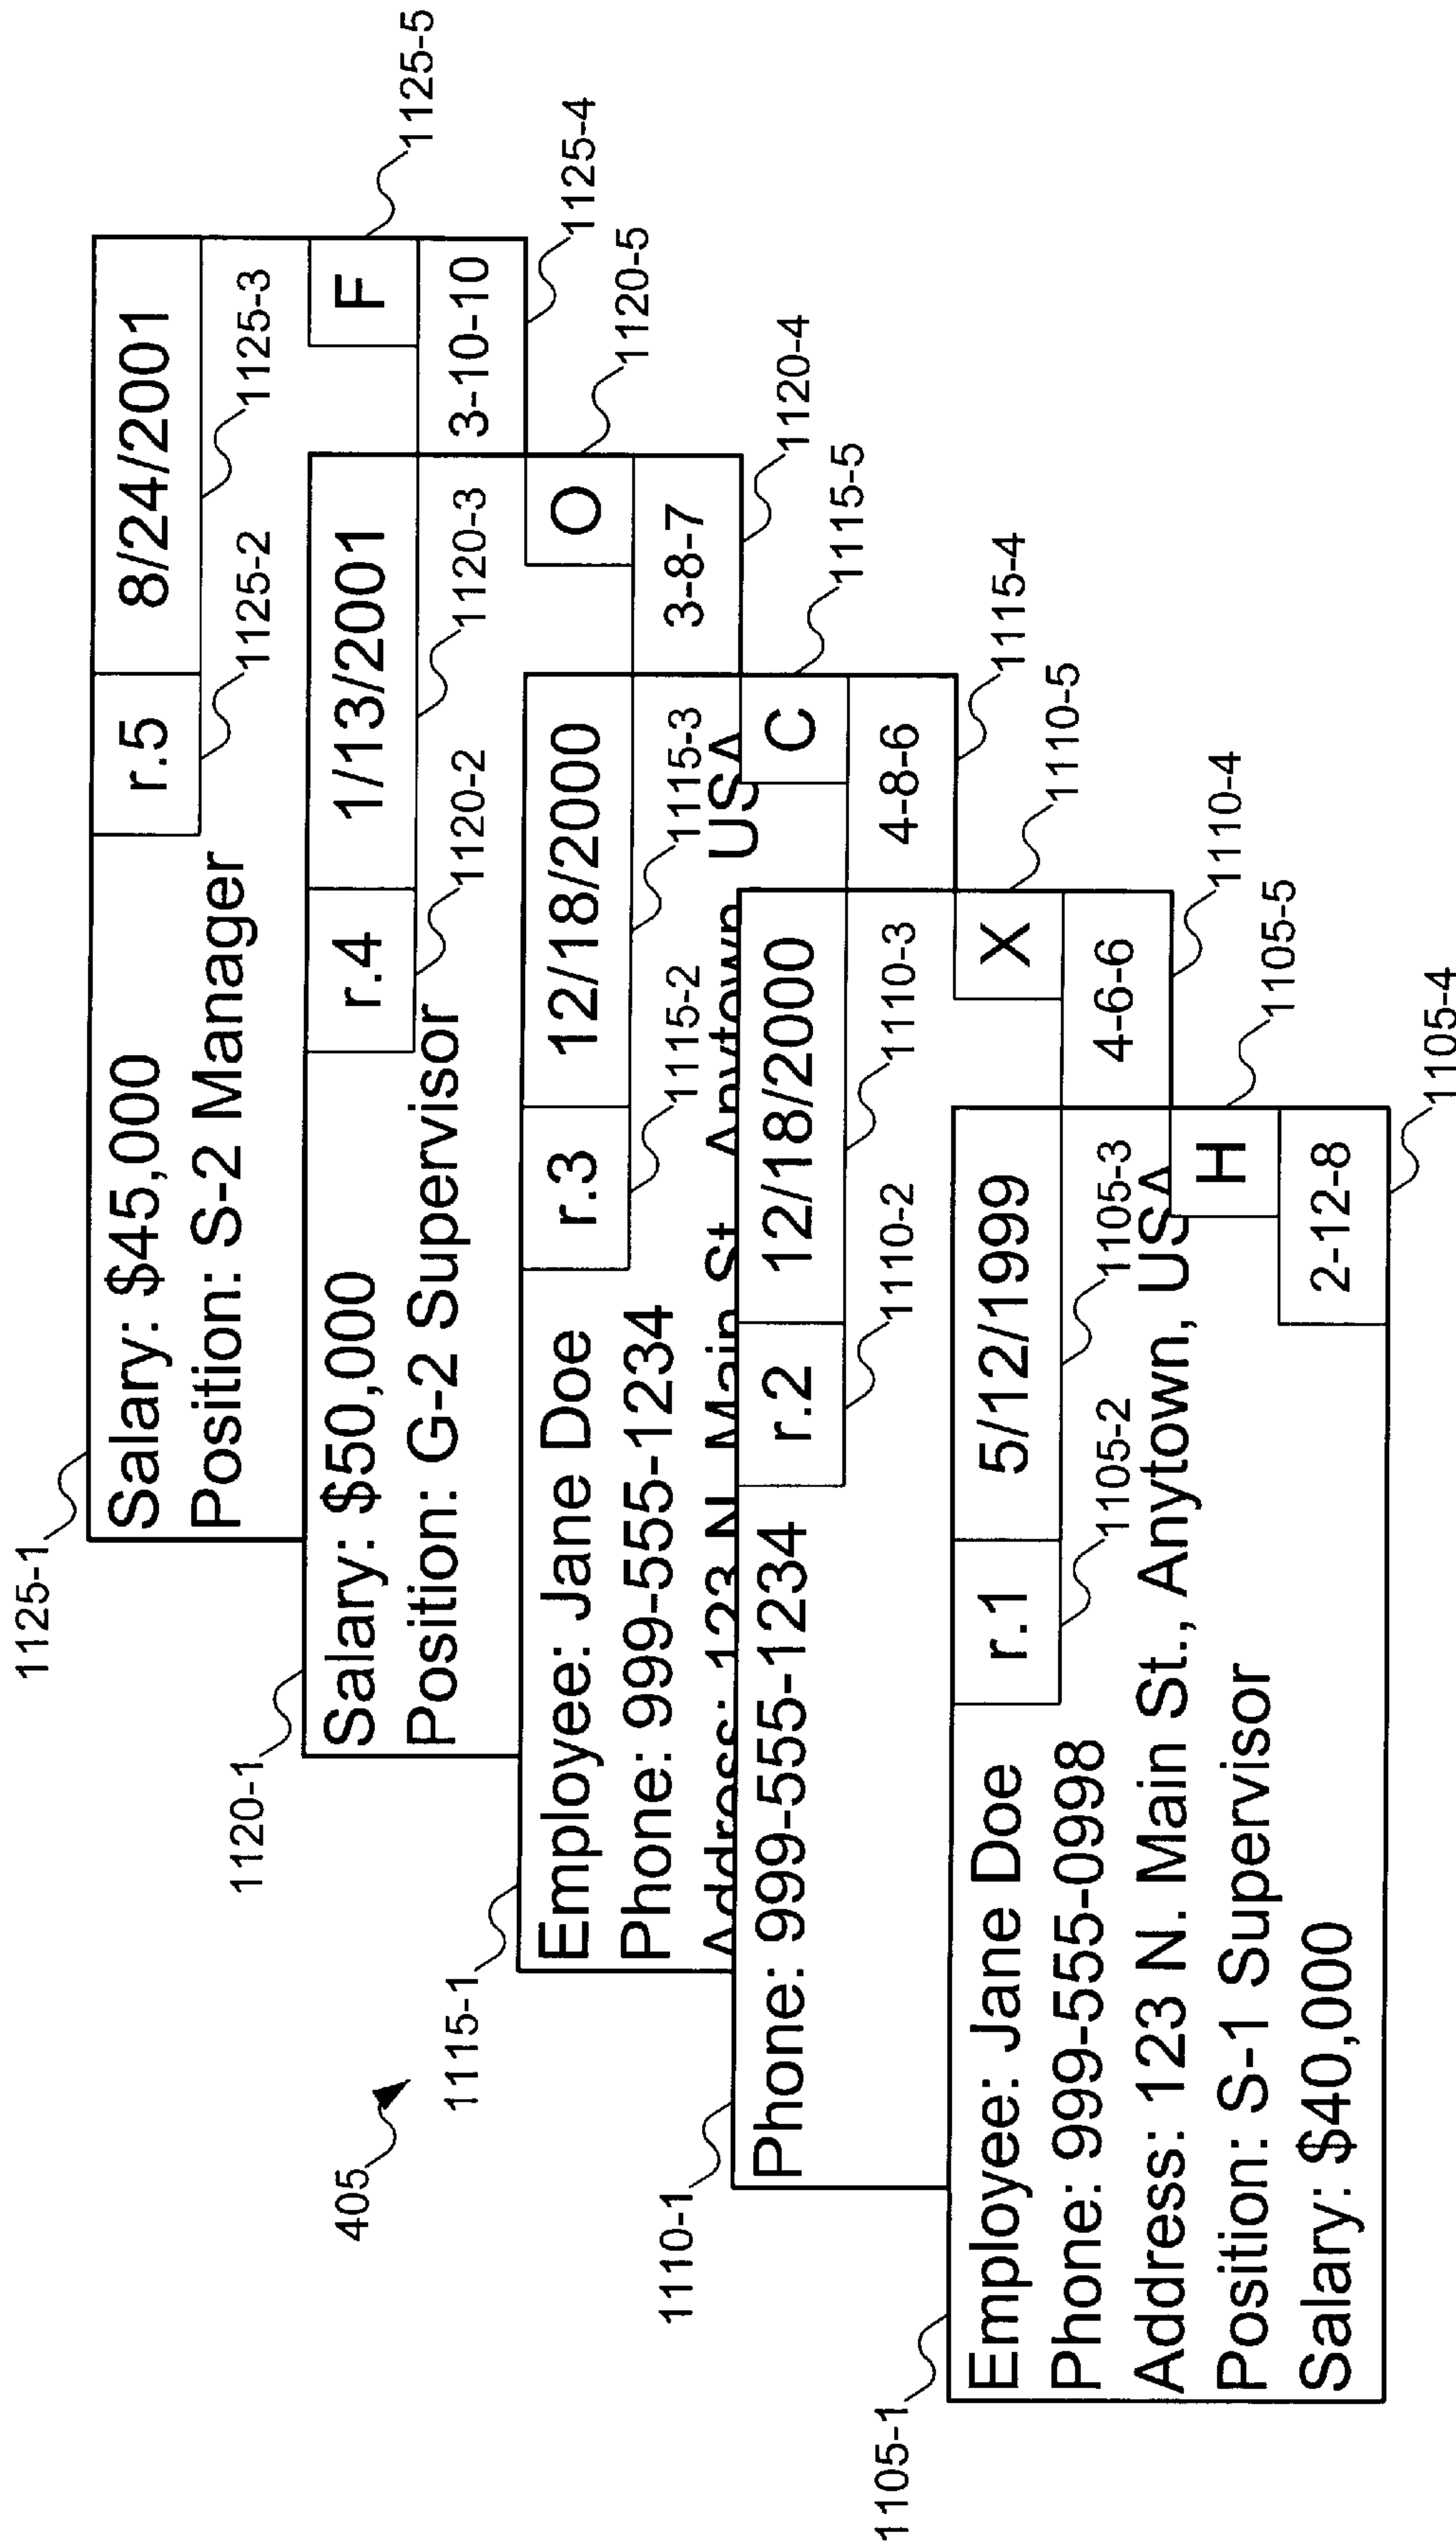 1125-1
Salary: $45,000
Position: S-2 Manager
r.5
8/24/2001
1125-2
1125-3
F
1125-5
3-10-10
1125-4
1120-1
Salary: $50,000
Position: G-2 Supervisor
r.4
1/13/2001
1120-2
1120-3
O
1120-5
3-8-7
1120-4
405
1115-1
Employee: Jane Doe
Phone: 999-555-1234
Address: 123 N. Main St., Anytown, USA
r.3
12/18/2000
1115-2
1115-3
C
1115-5
4-8-6
1115-4
1110-1
Phone: 999-555-1234
r.2
12/18/2000
1110-2
1110-3
X
1110-5
4-6-6
1110-4
1105-1
Employee: Jane Doe
Phone: 999-555-0998
Address: 123 N. Main St., Anytown, USA
Position: S-1 Supervisor
Salary: $40,000
r.1
5/12/1999
1105-2
1105-3
H
1105-5
2-12-8
1105-4